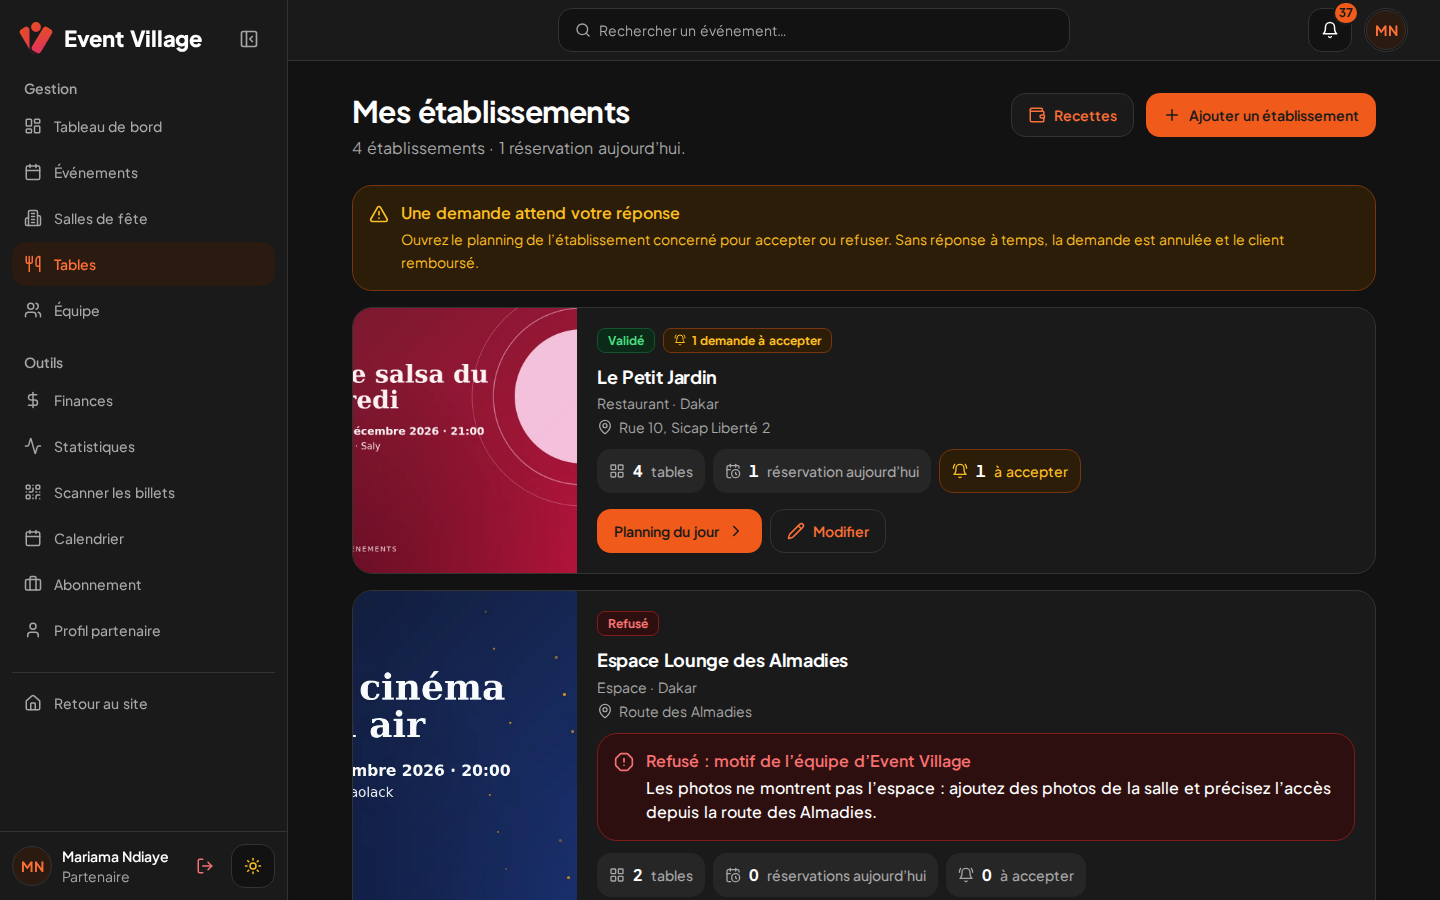 Event Village
Rechercher un événement...
37
MN
Gestion
Tableau de bord
Événements
Salles de fête
Tables
Équipe
Outils
Finances
Statistiques
Scanner les billets
Calendrier
Abonnement
Profil partenaire
Retour au site
MN
Mariama Ndiaye
Partenaire
Mes établissements
4 établissements · 1 réservation aujourd’hui.
Recettes
Ajouter un établissement
Une demande attend votre réponse
Ouvrez le planning de l’établissement concerné pour accepter ou refuser. Sans réponse à temps, la demande est annulée et le client
remboursé.
e salsa du
redi
écembre 2026 · 21:00
· Saly
ÉNEMENTS
Validé
1 demande à accepter
Le Petit Jardin
Restaurant · Dakar
Rue 10, Sicap Liberté 2
4 tables
1 réservation aujourd’hui
1 à accepter
Planning du jour
Modifier
cinéma
air
mbre 2026 · 20:00
aolack
Refusé
Espace Lounge des Almadies
Espace · Dakar
Route des Almadies
Refusé : motif de l’équipe d’Event Village
Les photos ne montrent pas l’espace : ajoutez des photos de la salle et précisez l’accès
depuis la route des Almadies.
2 tables
0 réservations aujourd’hui
0 à accepter